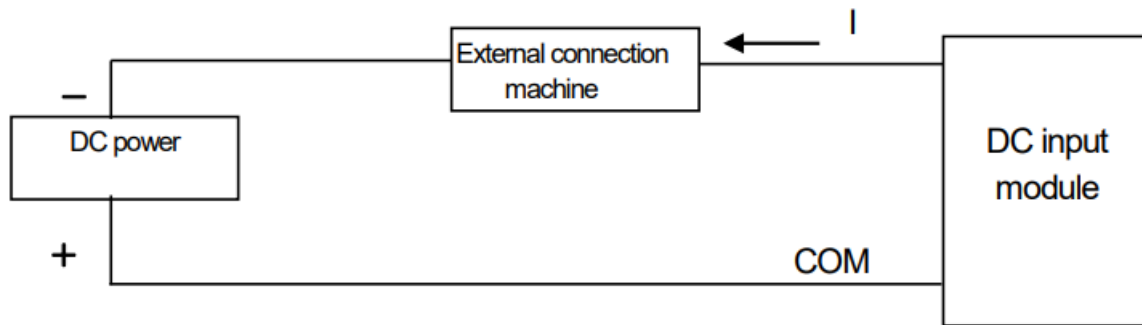 I
External connection
machine
−
DC power
DC input
module
+
COM